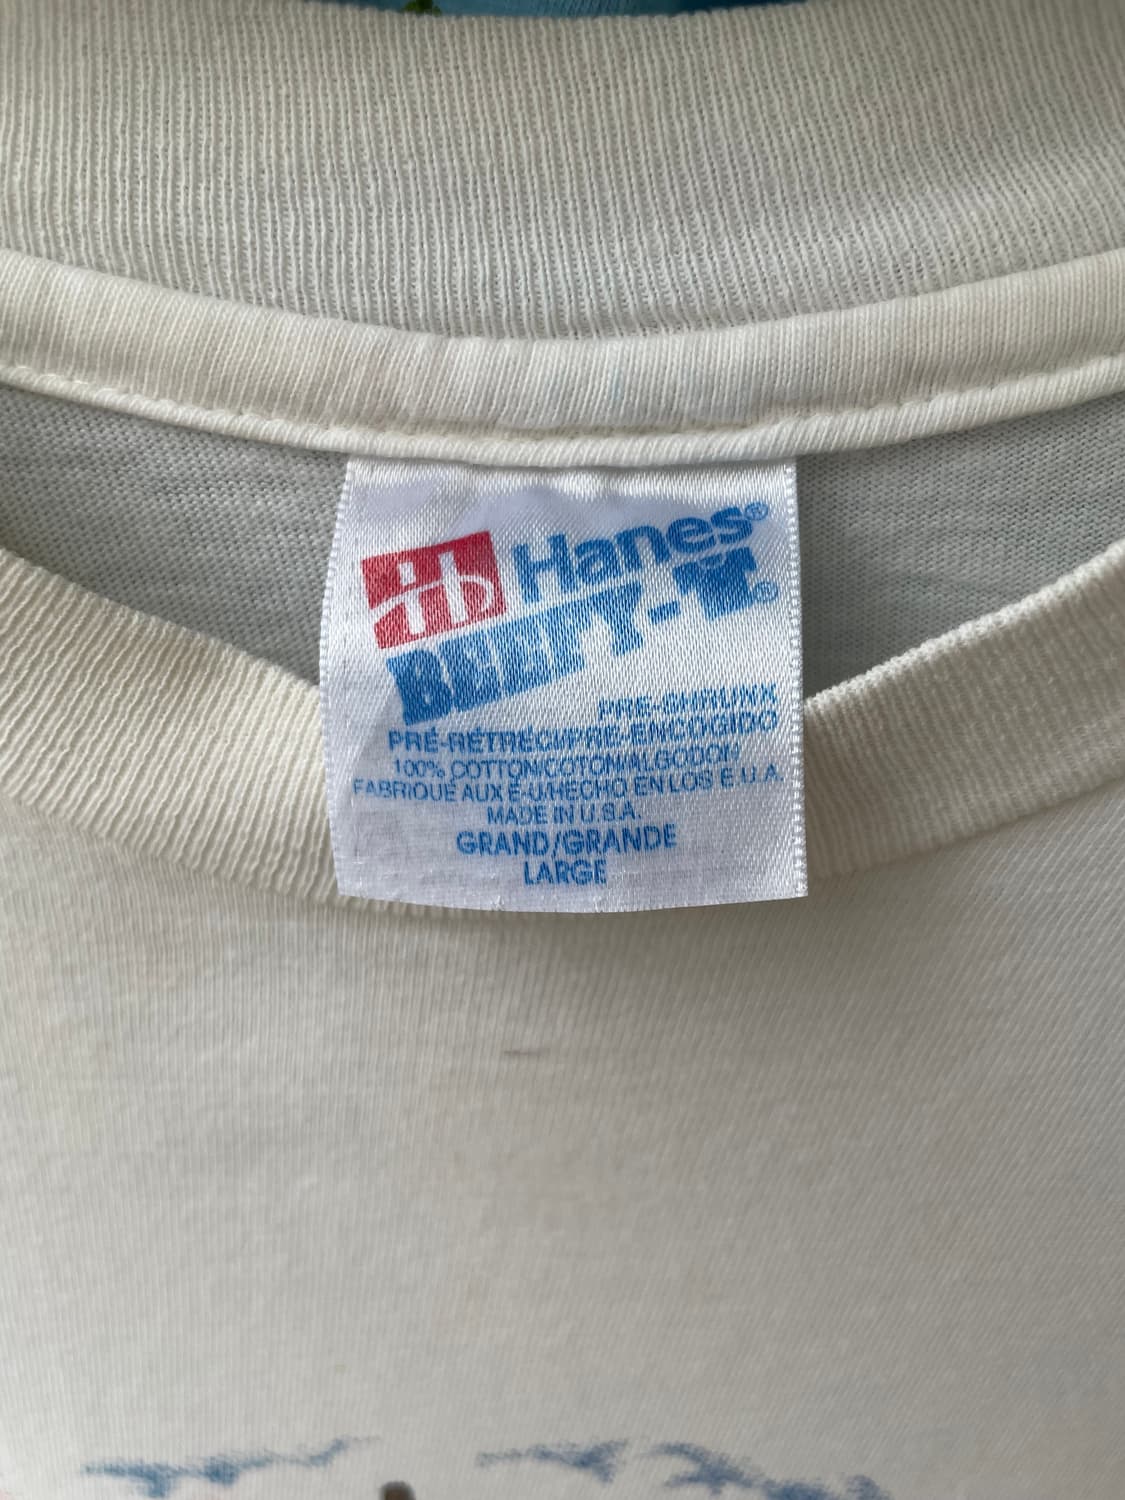 Hanes®
BEEFY-T®
PRE-SHRUNK
PRÉ-RÉTRÉCI/PRE-ENCOGIDO
100% COTTON/COTON/ALGODON
FABRIQUÉ AUX É-U/HECHO EN LOS E.U.A.
MADE IN U.S.A.
GRAND/GRANDE
LARGE